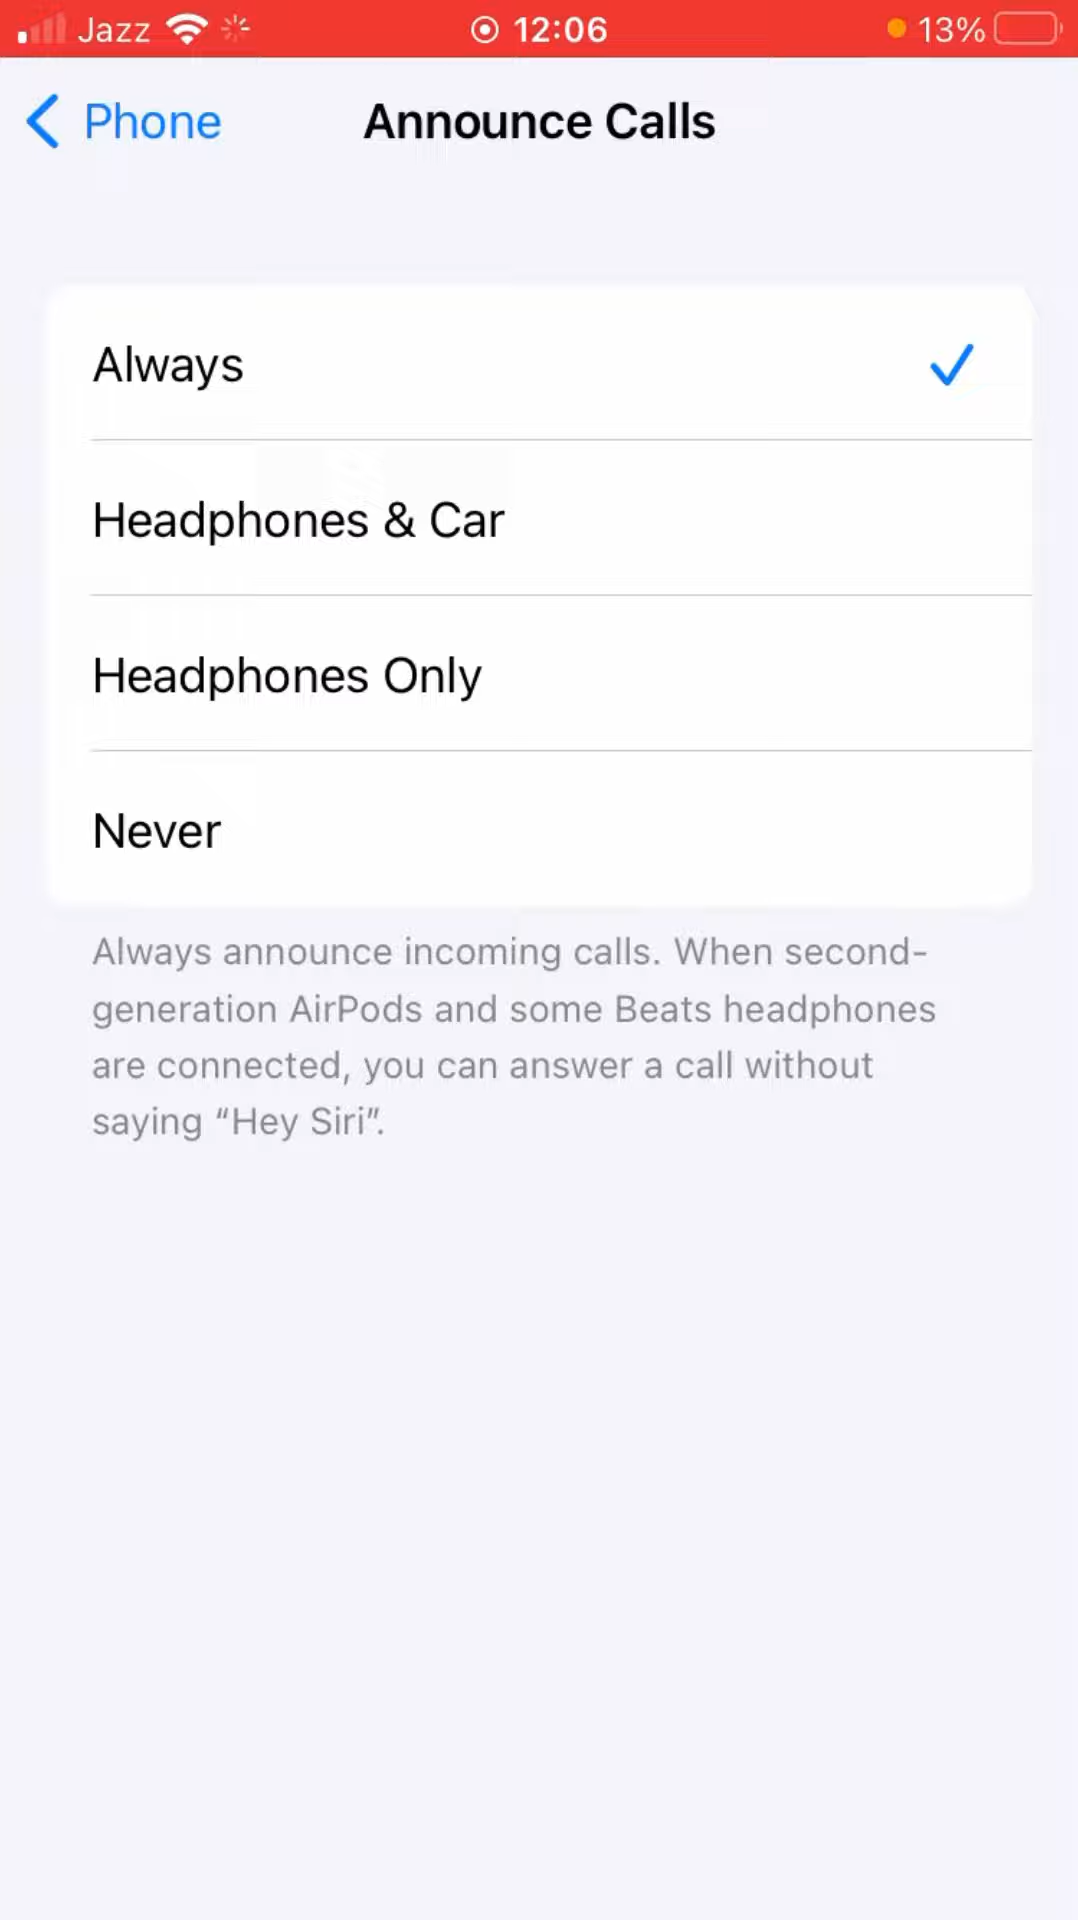 Jazz 12:06 13%
Phone Announce Calls
Always
Headphones & Car
Headphones Only
Never
Always announce incoming calls. When second-
generation AirPods and some Beats headphones
are connected, you can answer a call without
saying “Hey Siri”.